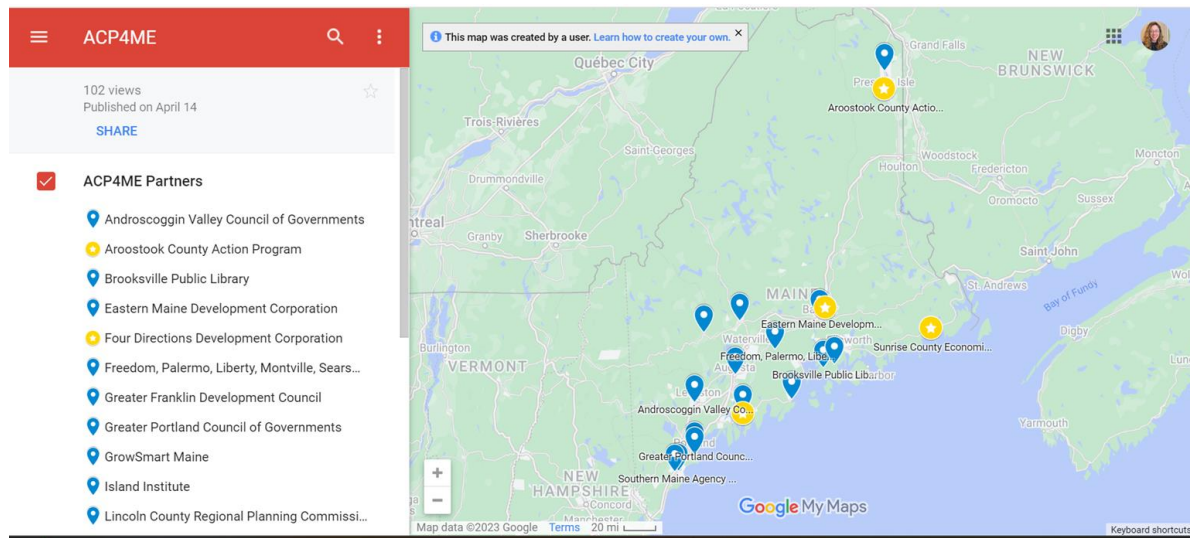 ACP4ME
102 views
Published on April 14
SHARE
ACP4ME Partners
Androscoggin Valley Council of Governments
Aroostook County Action Program
Brooksville Public Library
Eastern Maine Development Corporation
Four Directions Development Corporation
Freedom, Palermo, Liberty, Montville, Sears...
Greater Franklin Development Council
Greater Portland Council of Governments
GrowSmart Maine
Island Institute
Lincoln County Regional Planning Commissi...
This map was created by a user. Learn how to create your own.
Québec City
Grand Falls
NEW
BRUNSWICK
Aroostook County Actio...
Trois-Rivières
Saint-Georges
Woodstock
Moncton
Drummondville
Houlton
Fredericton
Oromocto
Sussex
Granby
Sherbrooke
Saint John
St. Andrews
Bay of Fundy
Eastern Maine Developm...
Digby
Burlington
Sunrise County Economi...
VERMONT
Freedom, Palermo, Libe...
Brooksville Public Lib...
Androscoggin Valley Co...
Yarmouth
Greater Portland Counc...
Southern Maine Agency ...
NEW
HAMPSHIRE
Concord
Manchester
Google My Maps
Map data ©2023 Google
Terms
20 mi
Keyboard shortcuts